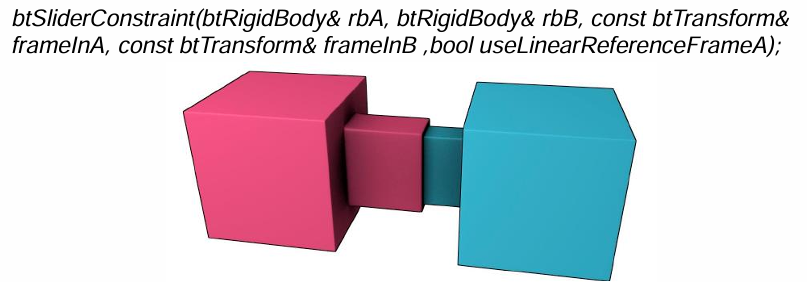 btSliderConstraint(btRigidBody& rbA, btRigidBody& rbB, const btTransform&
frameInA, const btTransform& frameInB ,bool useLinearReferenceFrameA);